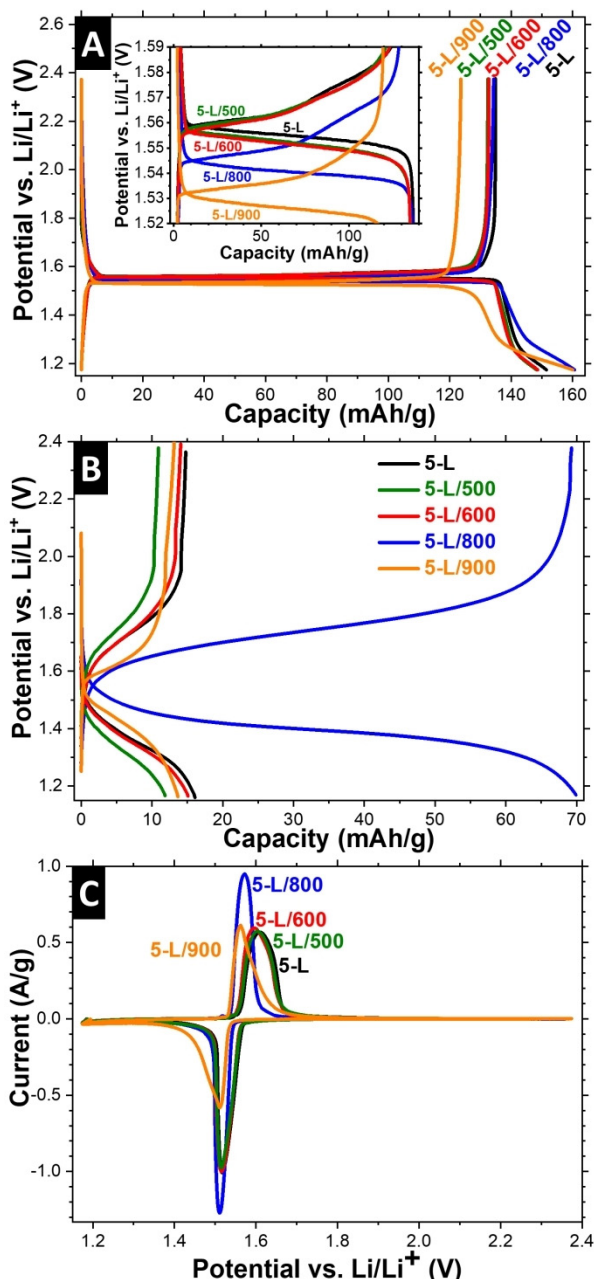 A
Potential vs. Li/Li⁺ (V)
2.4
2.1
1.8
1.5
1.2
0
20
40
60
80
100
120
140
160
Capacity (mAh/g)
5-L/900
5-L/500
5-L/600
5-L/800
5-L
Potential vs. Li/Li⁺ (V)
1.59
1.58
1.57
1.56
1.55
1.54
1.53
1.52
0
50
100
Capacity (mAh/g)
5-L/500
5-L
5-L/600
5-L/800
5-L/900
B
Potential vs. Li/Li⁺ (V)
2.4
2.2
2.0
1.8
1.6
1.4
1.2
0
10
20
30
40
50
60
70
Capacity (mAh/g)
5-L
5-L/500
5-L/600
5-L/800
5-L/900
C
Current (A/g)
1.0
0.5
0.0
-0.5
-1.0
1.2
1.4
1.6
1.8
2.0
2.2
2.4
Potential vs. Li/Li⁺ (V)
5-L/800
5-L/600
5-L/500
5-L/900
5-L